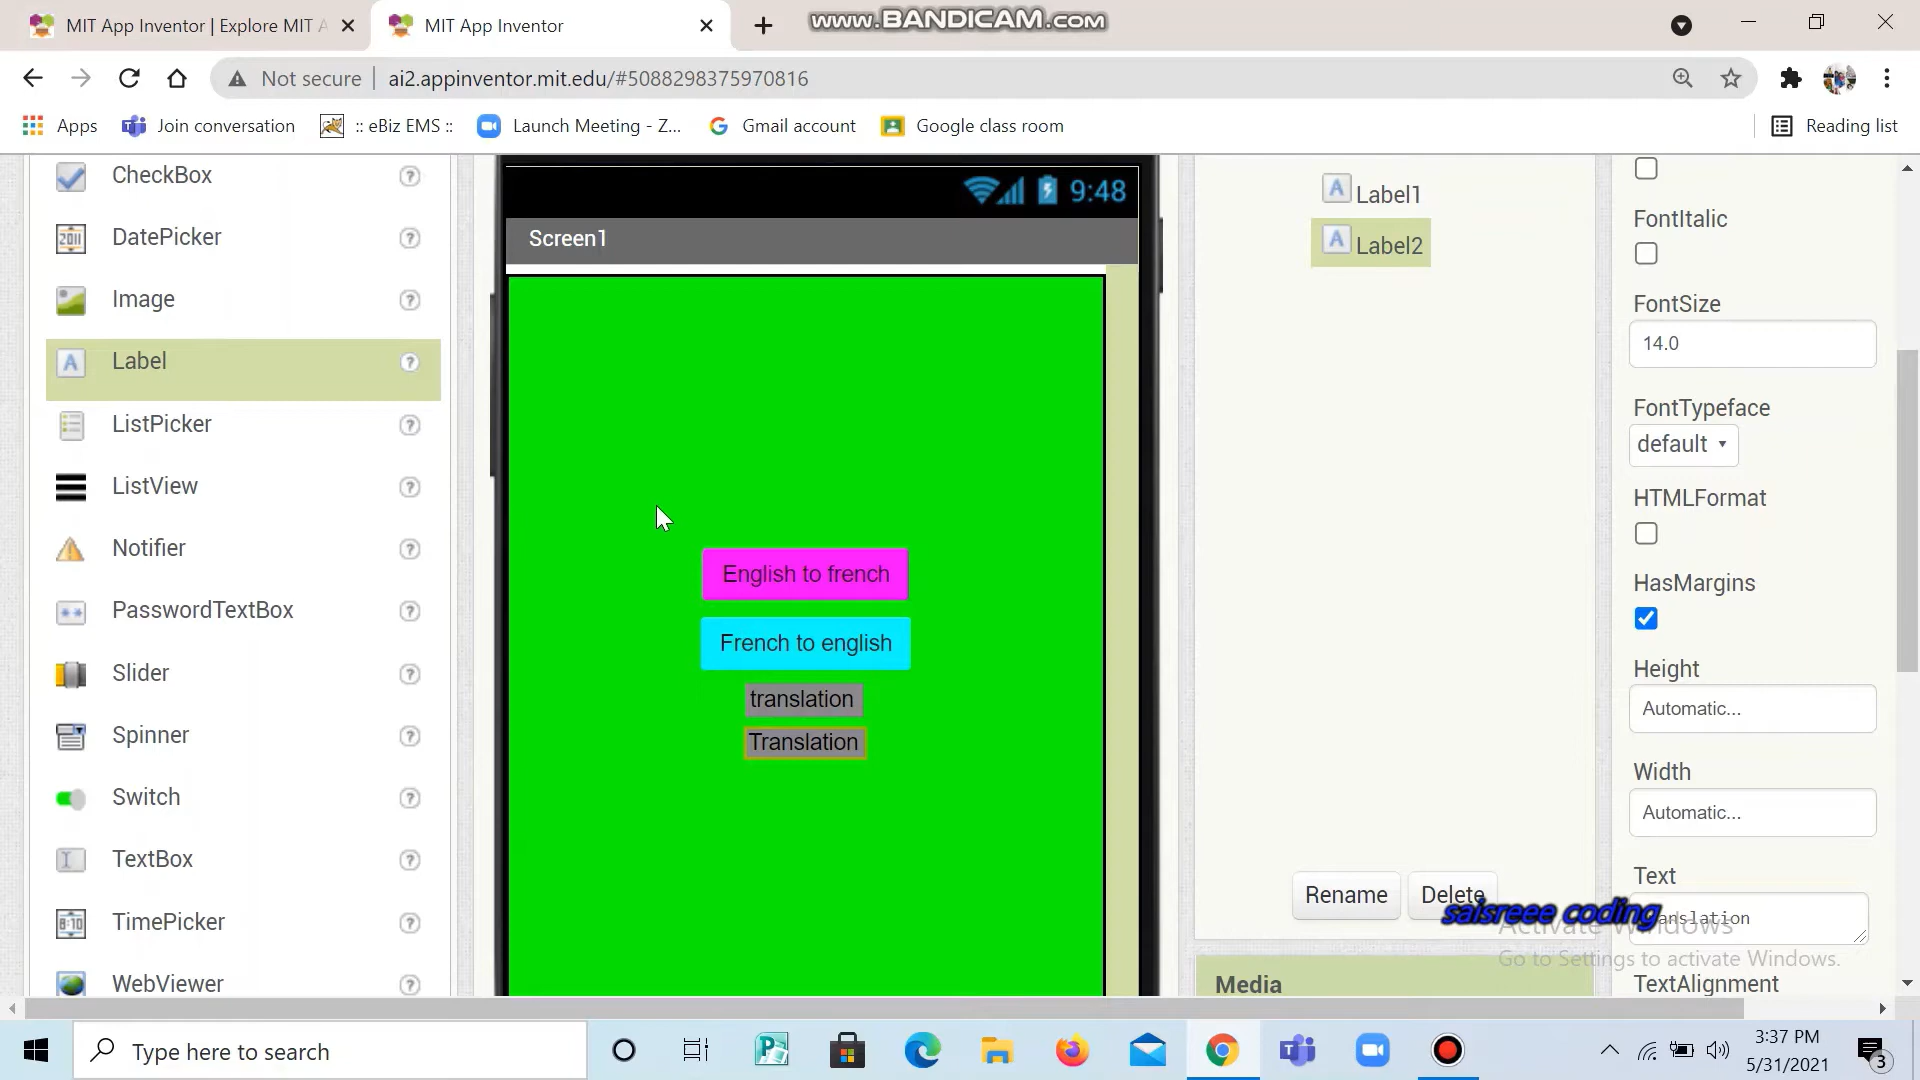 MIT App Inventor | Explore MIT A
MIT App Inventor
www.BANDICAM.com
Not secure
ai2.appinventor.mit.edu/#5088298375970816
Apps
Join conversation
:: eBiz EMS ::
Launch Meeting - Z...
Gmail account
Google class room
Reading list
CheckBox
DatePicker
Image
Label
ListPicker
ListView
Notifier
PasswordTextBox
Slider
Spinner
Switch
TextBox
TimePicker
WebViewer
9:48
Screen1
English to french
French to english
translation
Translation
Label1
Label2
Rename
Delete
Media
FontItalic
FontSize
14.0
FontTypeface
default
HTMLFormat
HasMargins
Height
Automatic...
Width
Automatic...
Text
TextAlignment
saisreee coding
Activate Windows
Go to Settings to activate Windows.
Type here to search
3:37 PM
5/31/2021
3